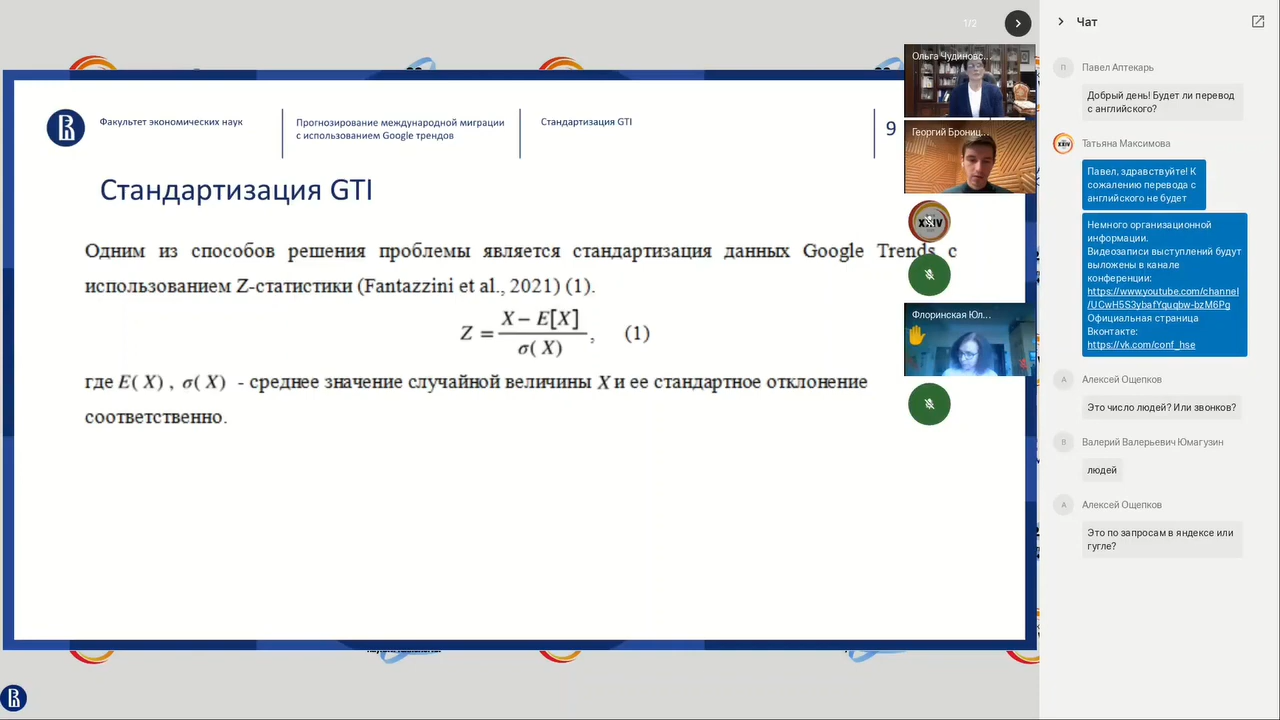 1/2
Чат
Ольга Чудиновс...
Георгий Брониц...
XXIV
Флоринская Юл...
Факультет экономических наук
Прогнозирование международной миграции
с использованием Google трендов
Стандартизация GTI
9
Стандартизация GTI
Одним из способов решения проблемы является стандартизация данных Google Trends с
использованием Z-статистики (Fantazzini et al., 2021) (1).
Z = (X − E[X]) / σ( X) , (1)
где E( X) , σ( X) - среднее значение случайной величины X и ее стандартное отклонение
соответственно.
П
Павел Аптекарь
Добрый день! Будет ли перевод
с английского?
XXIV
Татьяна Максимова
Павел, здравствуйте! К
сожалению перевода с
английского не будет
Немного организационной
информации.
Видеозаписи выступлений будут
выложены в канале
конференции:
https://www.youtube.com/channel
/UCwH5S3ybafYquqbw-bzM6Pg
Официальная страница
Вконтакте:
https://vk.com/conf_hse
А
Алексей Ощепков
Это число людей? Или звонков?
В
Валерий Валерьевич Юмагузин
людей
А
Алексей Ощепков
Это по запросам в яндексе или
гугле?